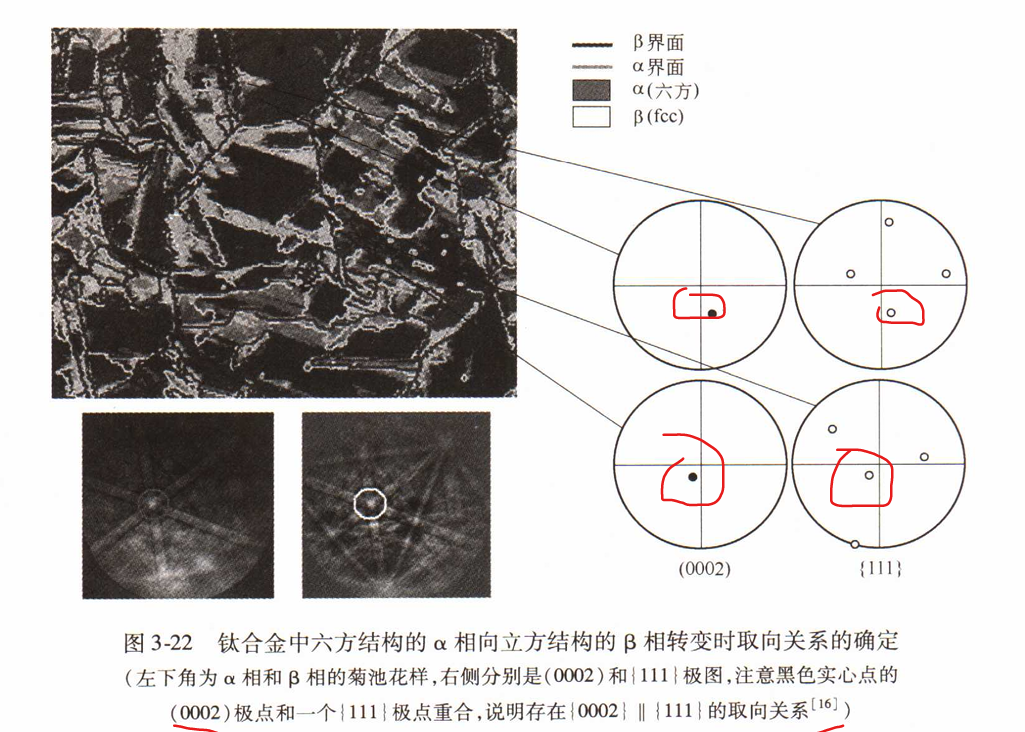 β界面
α界面
α(六方)
β(fcc)
(0002)
{111}
图 3-22 钛合金中六方结构的 α 相向立方结构的 β 相转变时取向关系的确定
(左下角为 α 相和 β 相的菊池花样,右侧分别是(0002)和{111}极图,注意黑色实心点的
(0002)极点和一个{111}极点重合,说明存在{0002}∥{111}的取向关系[16])